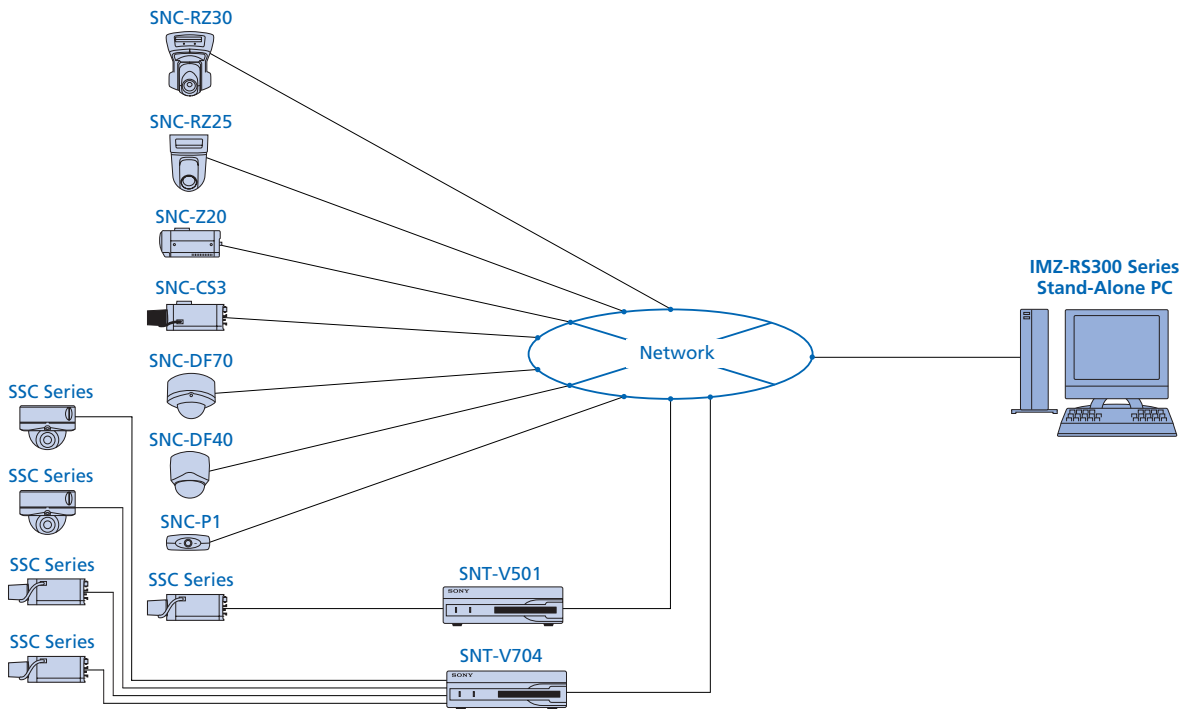 SNC-RZ30
SNC-RZ25
SNC-Z20
SNC-CS3
SNC-DF70
SNC-DF40
SNC-P1
SSC Series
SSC Series
SSC Series
SSC Series
SSC Series
SNT-V501
SONY
SNT-V704
SONY
Network
IMZ-RS300 Series
Stand-Alone PC